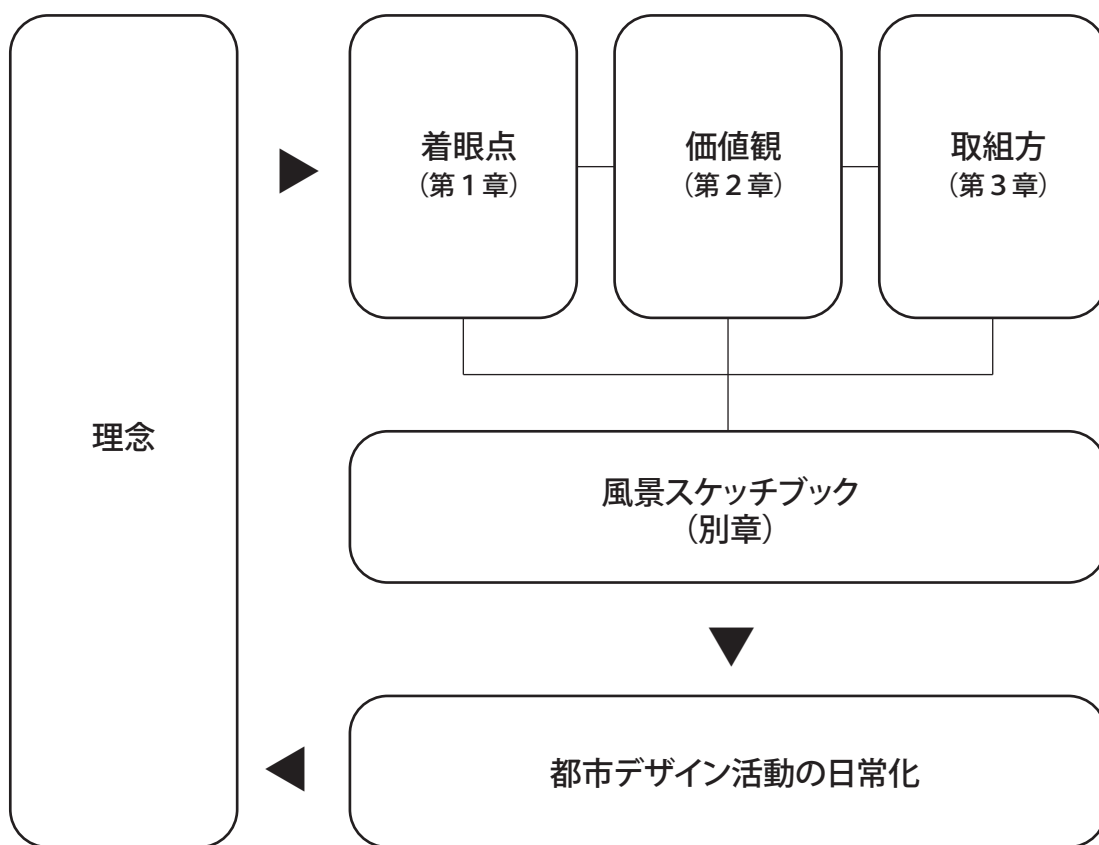 理念
着眼点
（第１章）
価値観
（第２章）
取組方
（第３章）
風景スケッチブック
（別章）
都市デザイン活動の日常化